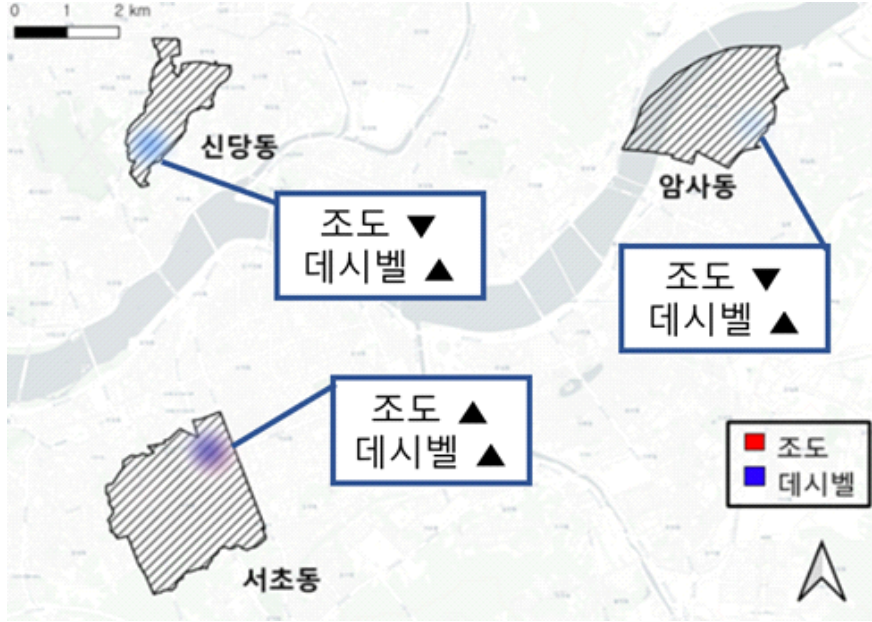 0 1 2 km
신당동
암사동
조도 ▼
데시벨 ▲
조도 ▼
데시벨 ▲
조도 ▲
데시벨 ▲
조도
데시벨
서초동